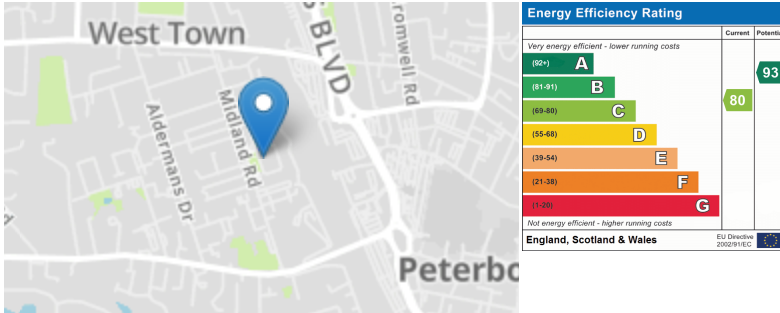 West Town
S' BLVD
romwell Rd
Midland Rd
Aldermans Dr
Peterbo
Energy Efficiency Rating
Current Potentia
Very energy efficient - lower running costs
(92+) A
93
(81-91) B
80
(69-80) C
(55-68) D
(39-54) E
(21-38) F
(1-20) G
Not energy efficient - higher running costs
England, Scotland & Wales
EU Directive
2002/91/EC